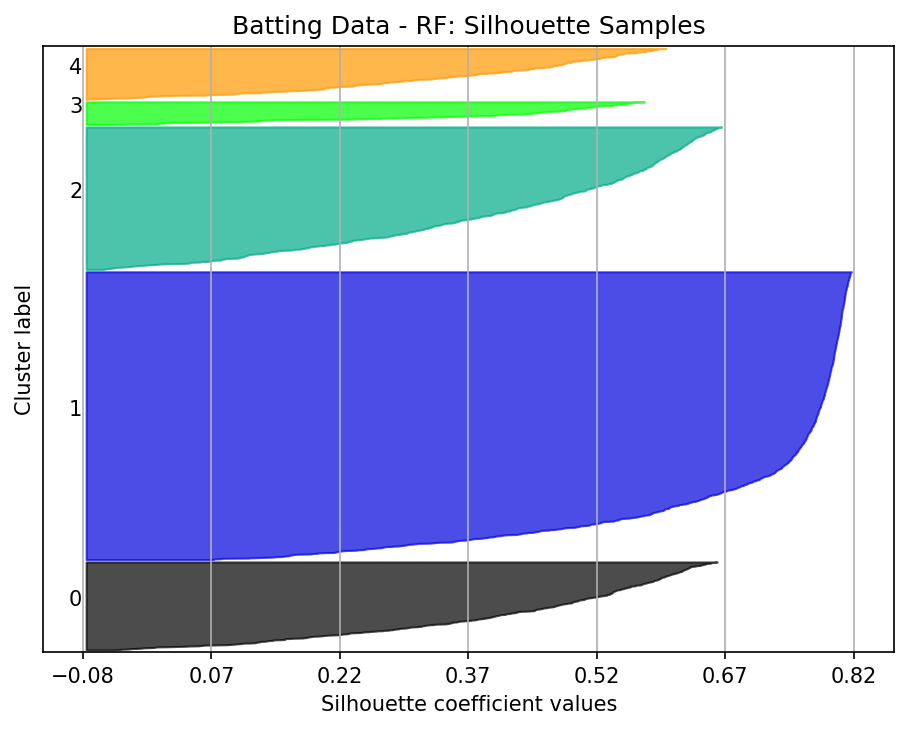 Batting Data - RF: Silhouette Samples
4
3
2
1
0
Cluster label
−0.08 0.07 0.22 0.37 0.52 0.67 0.82
Silhouette coefficient values